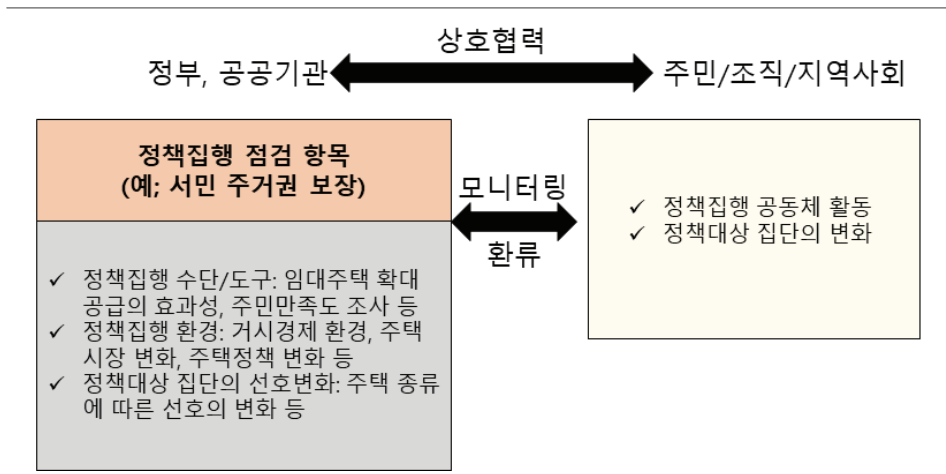 상호협력
정부, 공공기관
주민/조직/지역사회
정책집행 점검 항목
(예; 서민 주거권 보장)
✓ 정책집행 수단/도구: 임대주택 확대
공급의 효과성, 주민만족도 조사 등
✓ 정책집행 환경: 거시경제 환경, 주택
시장 변화, 주택정책 변화 등
✓ 정책대상 집단의 선호변화: 주택 종류
에 따른 선호의 변화 등
모니터링
환류
✓ 정책집행 공동체 활동
✓ 정책대상 집단의 변화